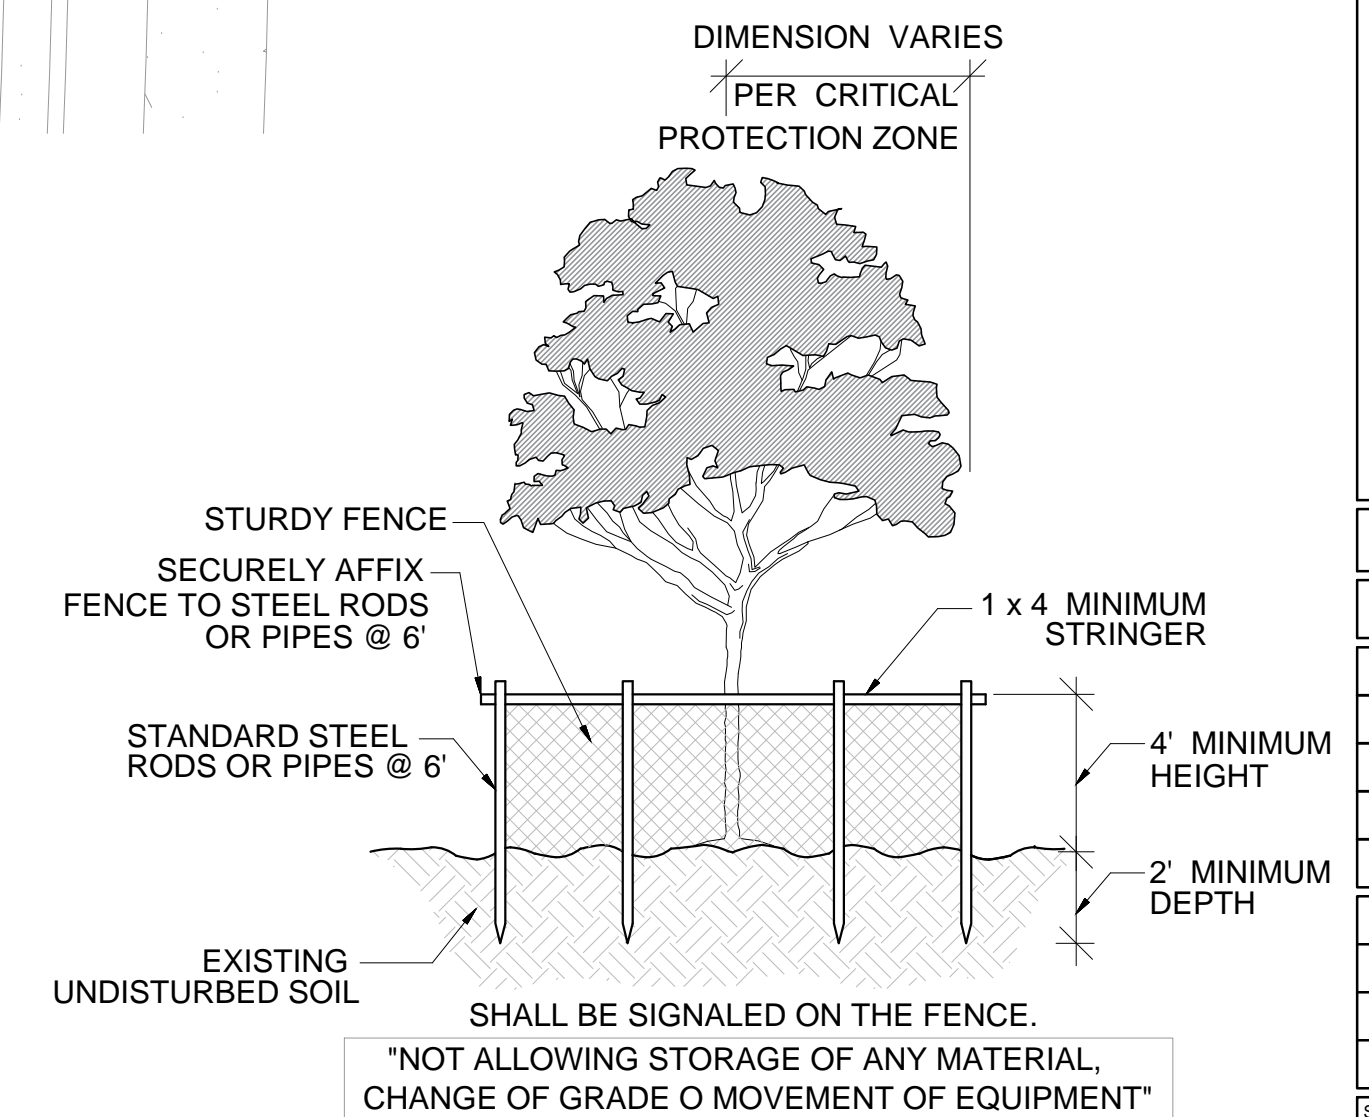 DIMENSION VARIES
PER CRITICAL
PROTECTION ZONE
STURDY FENCE
SECURELY AFFIX
FENCE TO STEEL RODS
OR PIPES @ 6'
1 x 4 MINIMUM
STRINGER
STANDARD STEEL
RODS OR PIPES @ 6'
4' MINIMUM
HEIGHT
2' MINIMUM
DEPTH
EXISTING
UNDISTURBED SOIL
SHALL BE SIGNALED ON THE FENCE.
"NOT ALLOWING STORAGE OF ANY MATERIAL,
CHANGE OF GRADE O MOVEMENT OF EQUIPMENT"